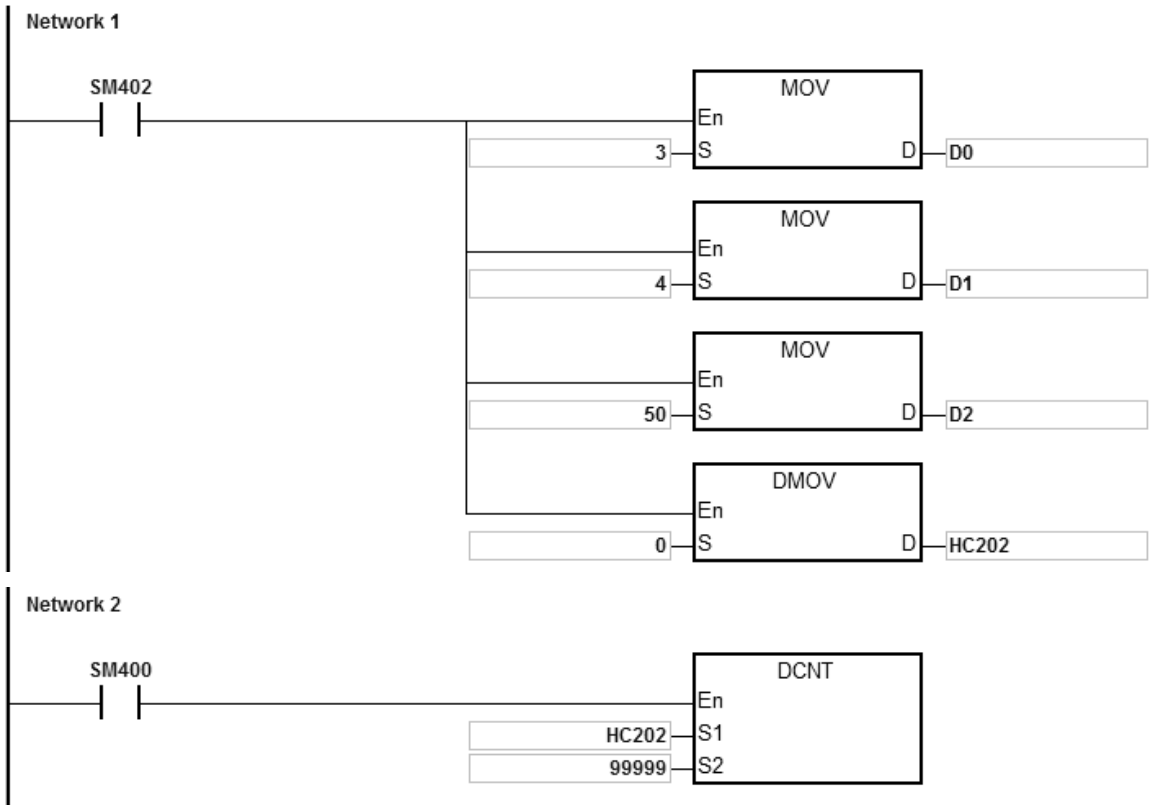 Network 1
SM402
MOV
En
3 S D D0
MOV
En
4 S D D1
MOV
En
50 S D D2
DMOV
En
0 S D HC202
Network 2
SM400
DCNT
En
HC202 S1
99999 S2